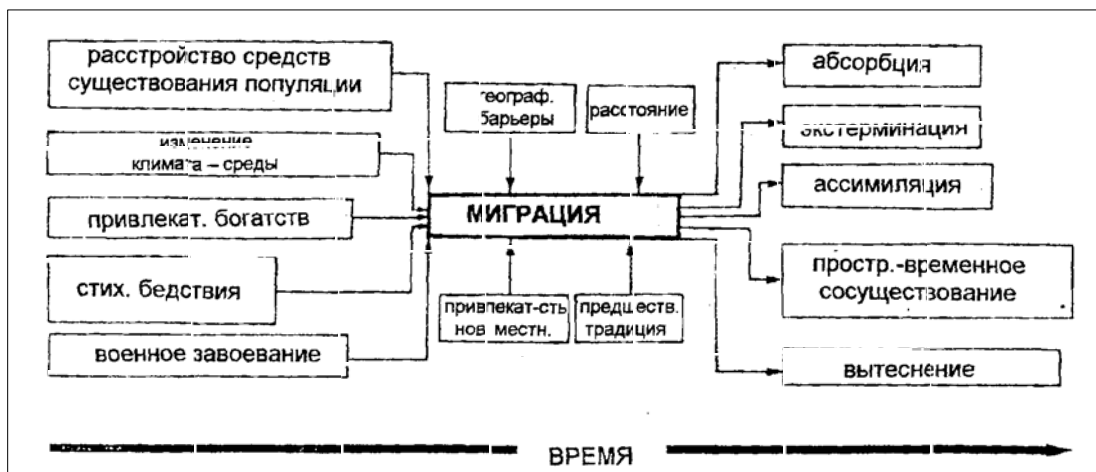 расстройство средств
существования популяции
изменение
климата – среды
привлекат. богатств
стих. бедствия
военное завоевание
географ.
барьеры
расстояние
МИГРАЦИЯ
привлекат-сть
нов местн.
предшеств.
традиция
абсорбция
экстерминация
ассимиляция
простр.-временное
сосуществование
вытеснение
ВРЕМЯ